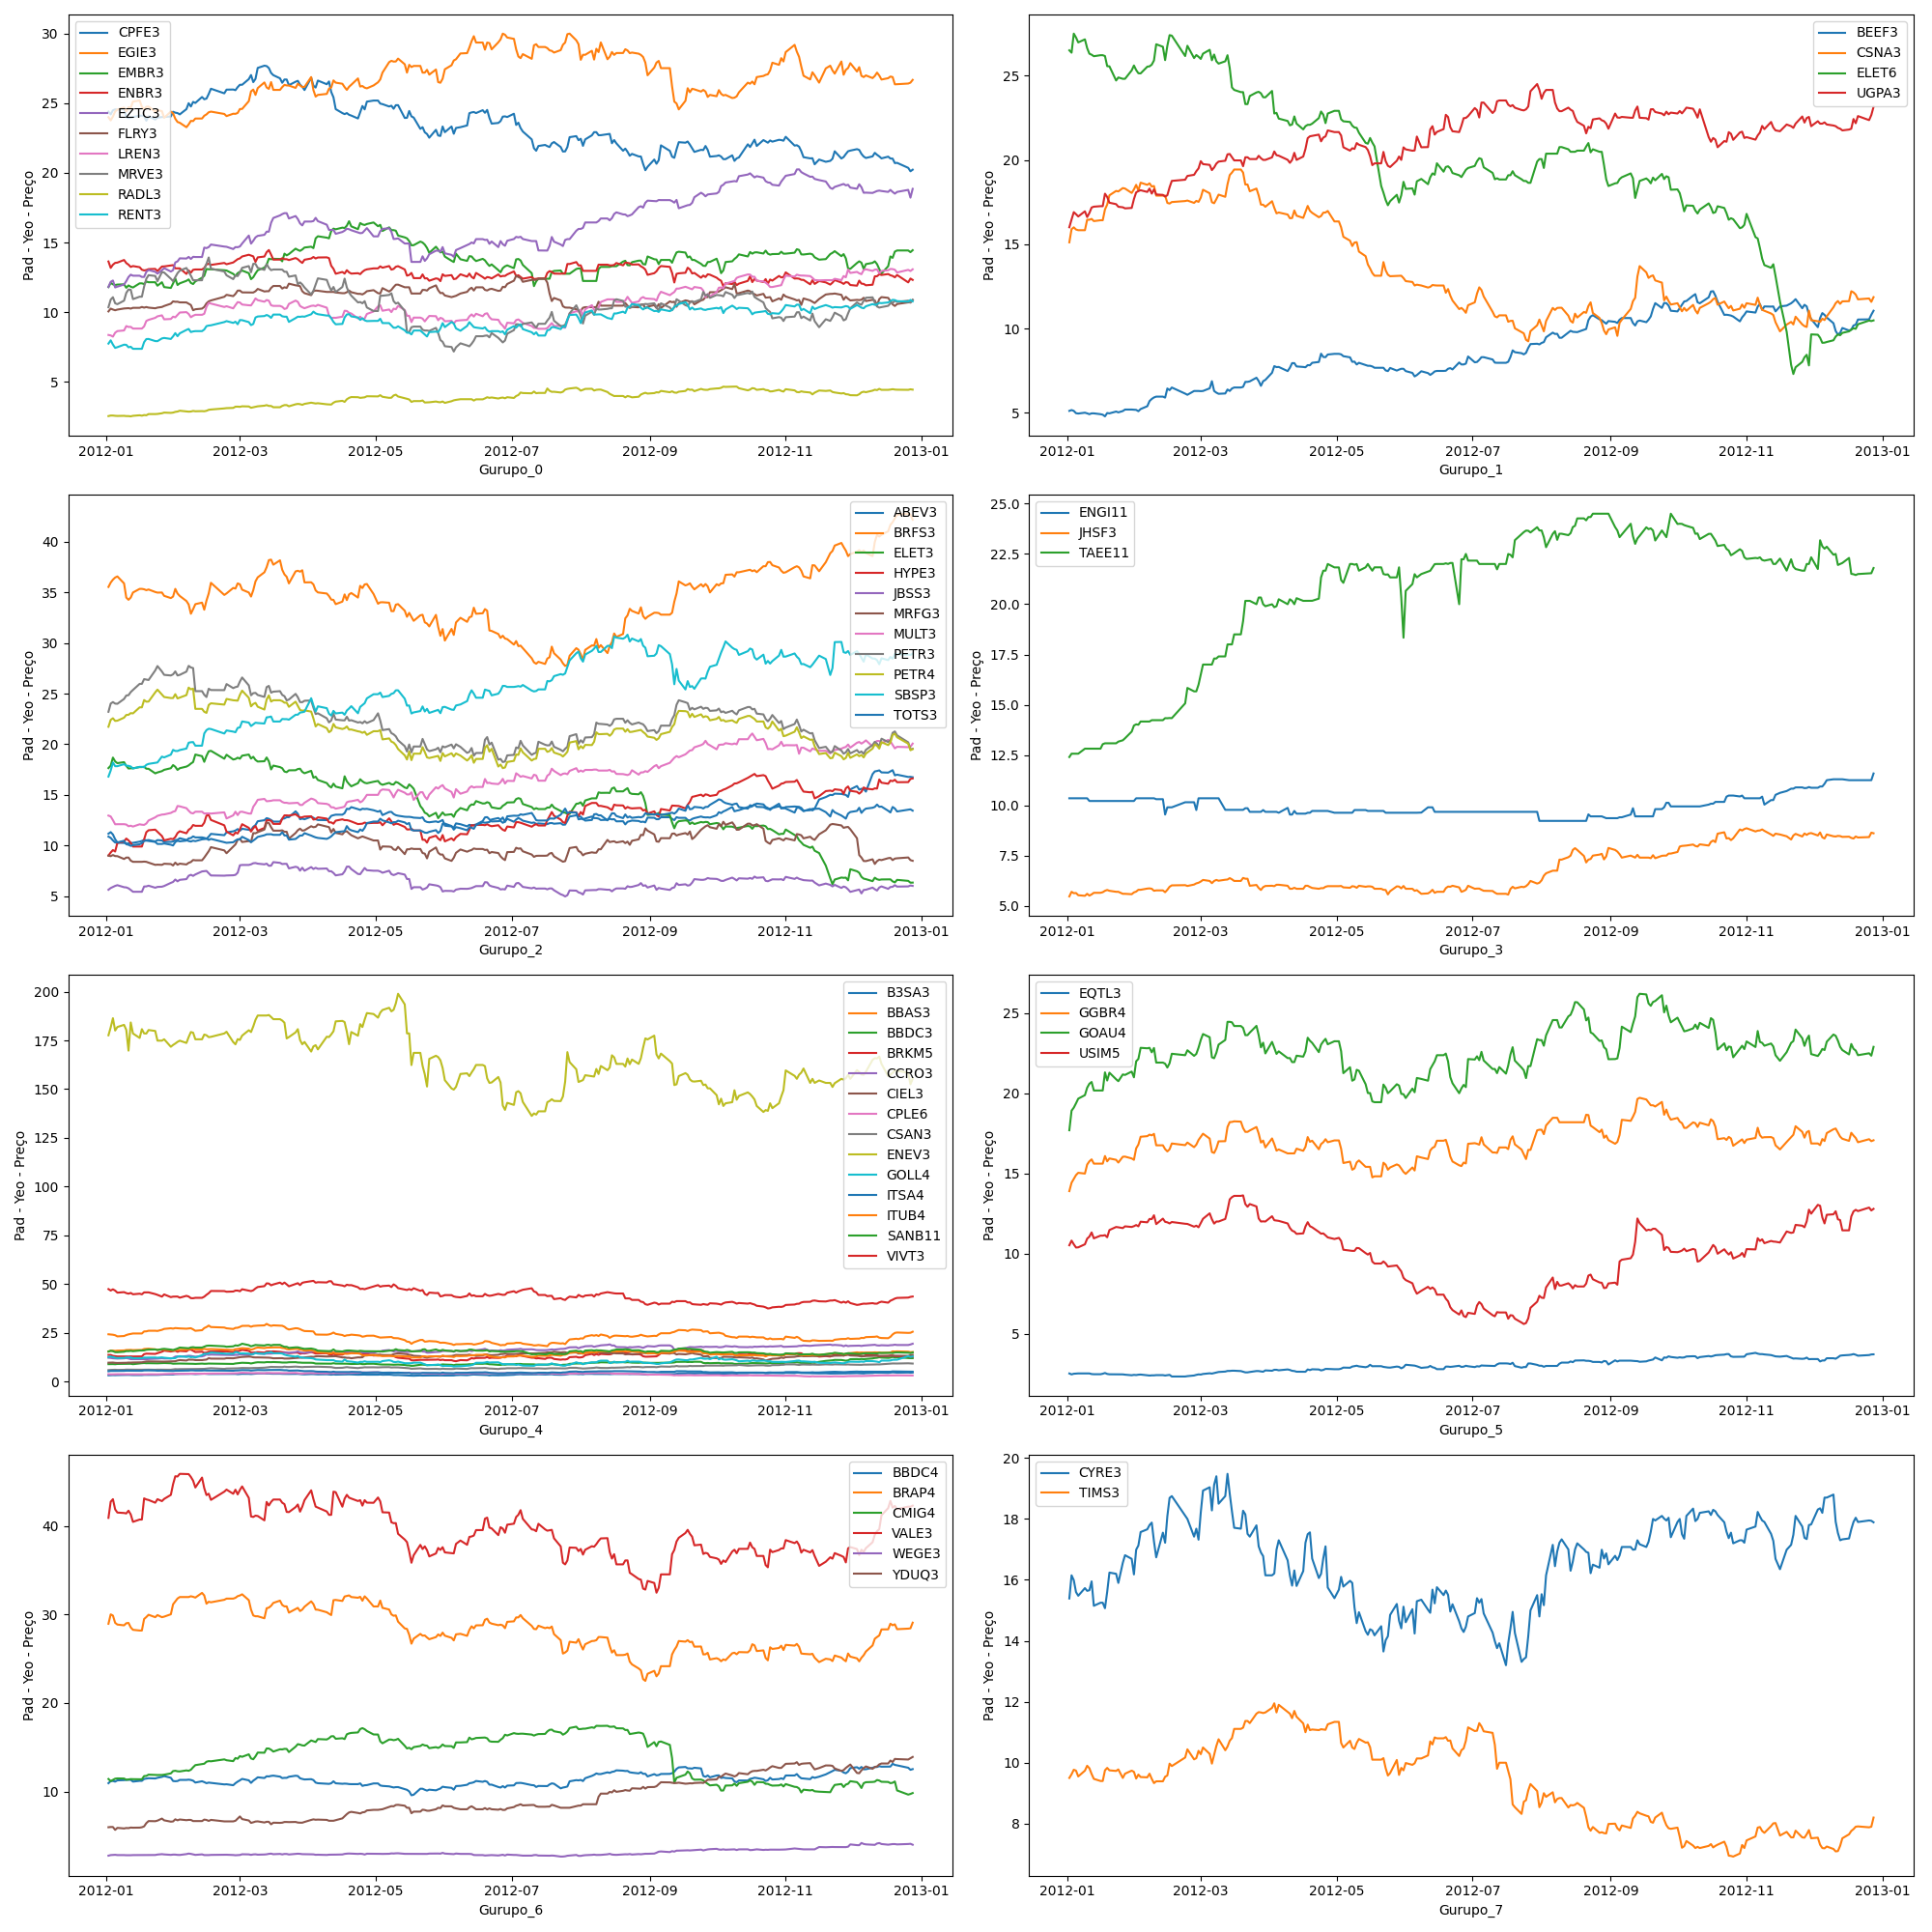 CPFE3
EGIE3
EMBR3
ENBR3
EZTC3
FLRY3
LREN3
MRVE3
RADL3
RENT3
30
25
20
15
10
5
Pad - Yeo - Preço
2012-01 2012-03 2012-05 2012-07 2012-09 2012-11 2013-01
Gurupo_0
BEEF3
CSNA3
ELET6
UGPA3
25
20
15
10
5
Pad - Yeo - Preço
2012-01 2012-03 2012-05 2012-07 2012-09 2012-11 2013-01
Gurupo_1
ABEV3
BRFS3
ELET3
HYPE3
JBSS3
MRFG3
MULT3
PETR3
PETR4
SBSP3
TOTS3
40
35
30
25
20
15
10
5
Pad - Yeo - Preço
2012-01 2012-03 2012-05 2012-07 2012-09 2012-11 2013-01
Gurupo_2
ENGI11
JHSF3
TAEE11
25.0
22.5
20.0
17.5
15.0
12.5
10.0
7.5
5.0
Pad - Yeo - Preço
2012-01 2012-03 2012-05 2012-07 2012-09 2012-11 2013-01
Gurupo_3
B3SA3
BBAS3
BBDC3
BRKM5
CCRO3
CIEL3
CPLE6
CSAN3
ENEV3
GOLL4
ITSA4
ITUB4
SANB11
VIVT3
200
175
150
125
100
75
50
25
0
Pad - Yeo - Preço
2012-01 2012-03 2012-05 2012-07 2012-09 2012-11 2013-01
Gurupo_4
EQTL3
GGBR4
GOAU4
USIM5
25
20
15
10
5
Pad - Yeo - Preço
2012-01 2012-03 2012-05 2012-07 2012-09 2012-11 2013-01
Gurupo_5
BBDC4
BRAP4
CMIG4
VALE3
WEGE3
YDUQ3
40
30
20
10
Pad - Yeo - Preço
2012-01 2012-03 2012-05 2012-07 2012-09 2012-11 2013-01
Gurupo_6
CYRE3
TIMS3
20
18
16
14
12
10
8
Pad - Yeo - Preço
2012-01 2012-03 2012-05 2012-07 2012-09 2012-11 2013-01
Gurupo_7